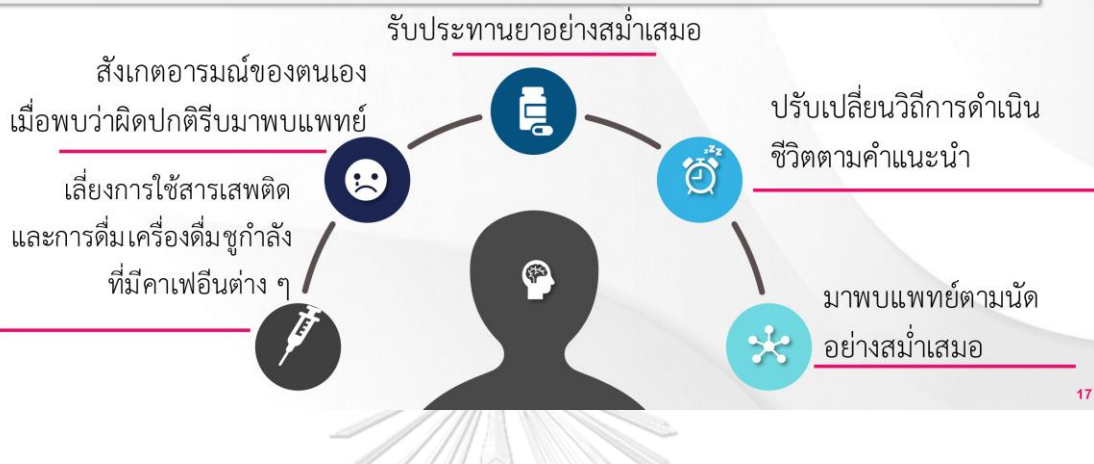 รับประทานยาอย่างสม่ำเสมอ
สังเกตอารมณ์ของตนเอง
เมื่อพบว่าผิดปกติรีบมาพบแพทย์
เลี่ยงการใช้สารเสพติด
และการดื่มเครื่องดื่มชูกำลัง
ที่มีคาเฟอีนต่าง ๆ
ปรับเปลี่ยนวิถีการดำเนิน
ชีวิตตามคำแนะนำ
มาพบแพทย์ตามนัด
อย่างสม่ำเสมอ
zzz
17